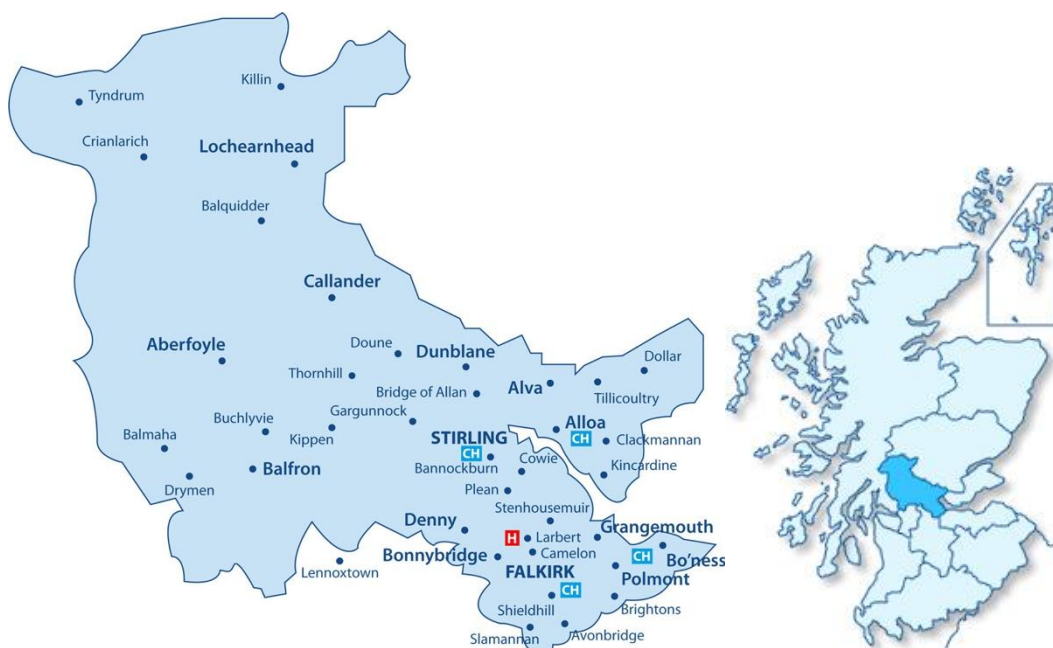 Killin
Tyndrum
Crianlarich
Lochearnhead
Balquidder
Callander
Aberfoyle
Doune
Dunblane
Dollar
Thornhill
Bridge of Allan
Alva
Tillicoultry
Buchlyvie
Gargunnock
Alloa
Balmaha
Kippen
STIRLING
CH
Clackmannan
CH
Balfron
Bannockburn
Cowie
Kincardine
Drymen
Plean
Stenhousemuir
Denny
Grangemouth
H
Larbert
Bonnybridge
Camelon
CH
Bo'ness
Lennoxtown
FALKIRK
Polmont
CH
Shieldhill
Brightons
Slamannan
Avonbridge